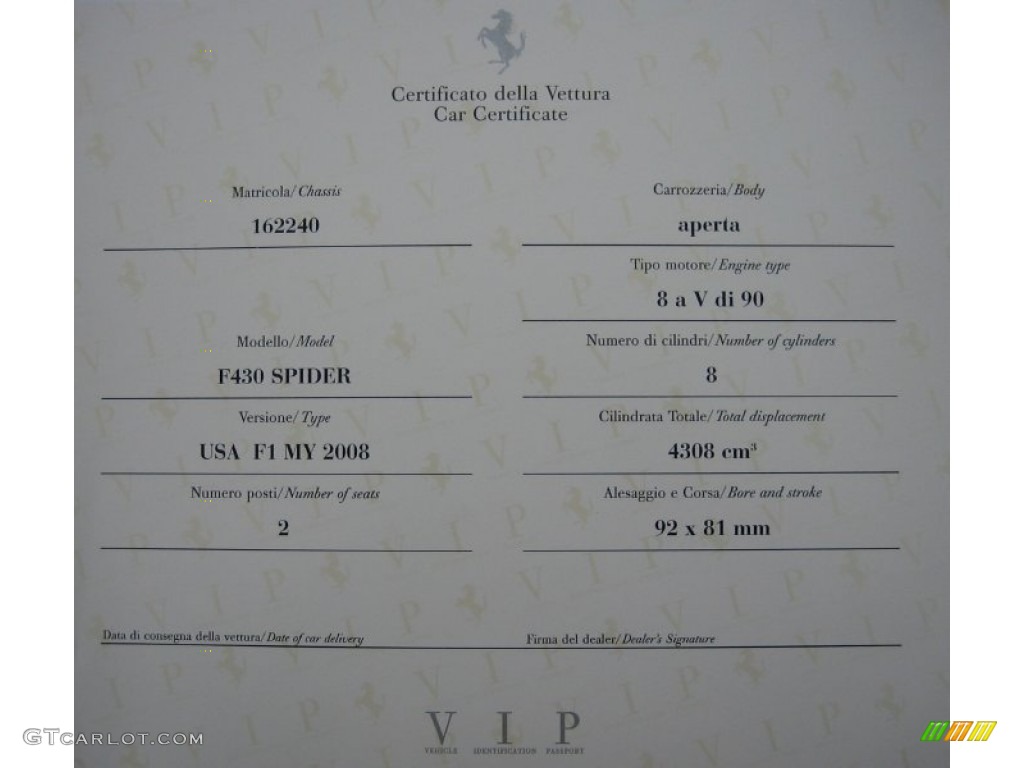 Certificato della Vettura
Car Certificate
Matricola/Chassis
162240
Carrozzeria/Body
aperta
Tipo motore/Engine type
8 a V di 90
Modello/Model
F430 SPIDER
Numero di cilindri/Number of cylinders
8
Versione/Type
USA F1 MY 2008
Cilindrata Totale/Total displacement
4308 cm³
Numero posti/Number of seats
2
Alesaggio e Corsa/Bore and stroke
92 x 81 mm
Data di consegna della vettura/Date of car delivery
Firma del dealer/Dealer's Signature
V I P
VEHICLE IDENTIFICATION PASSPORT
GTCARLOT.COM